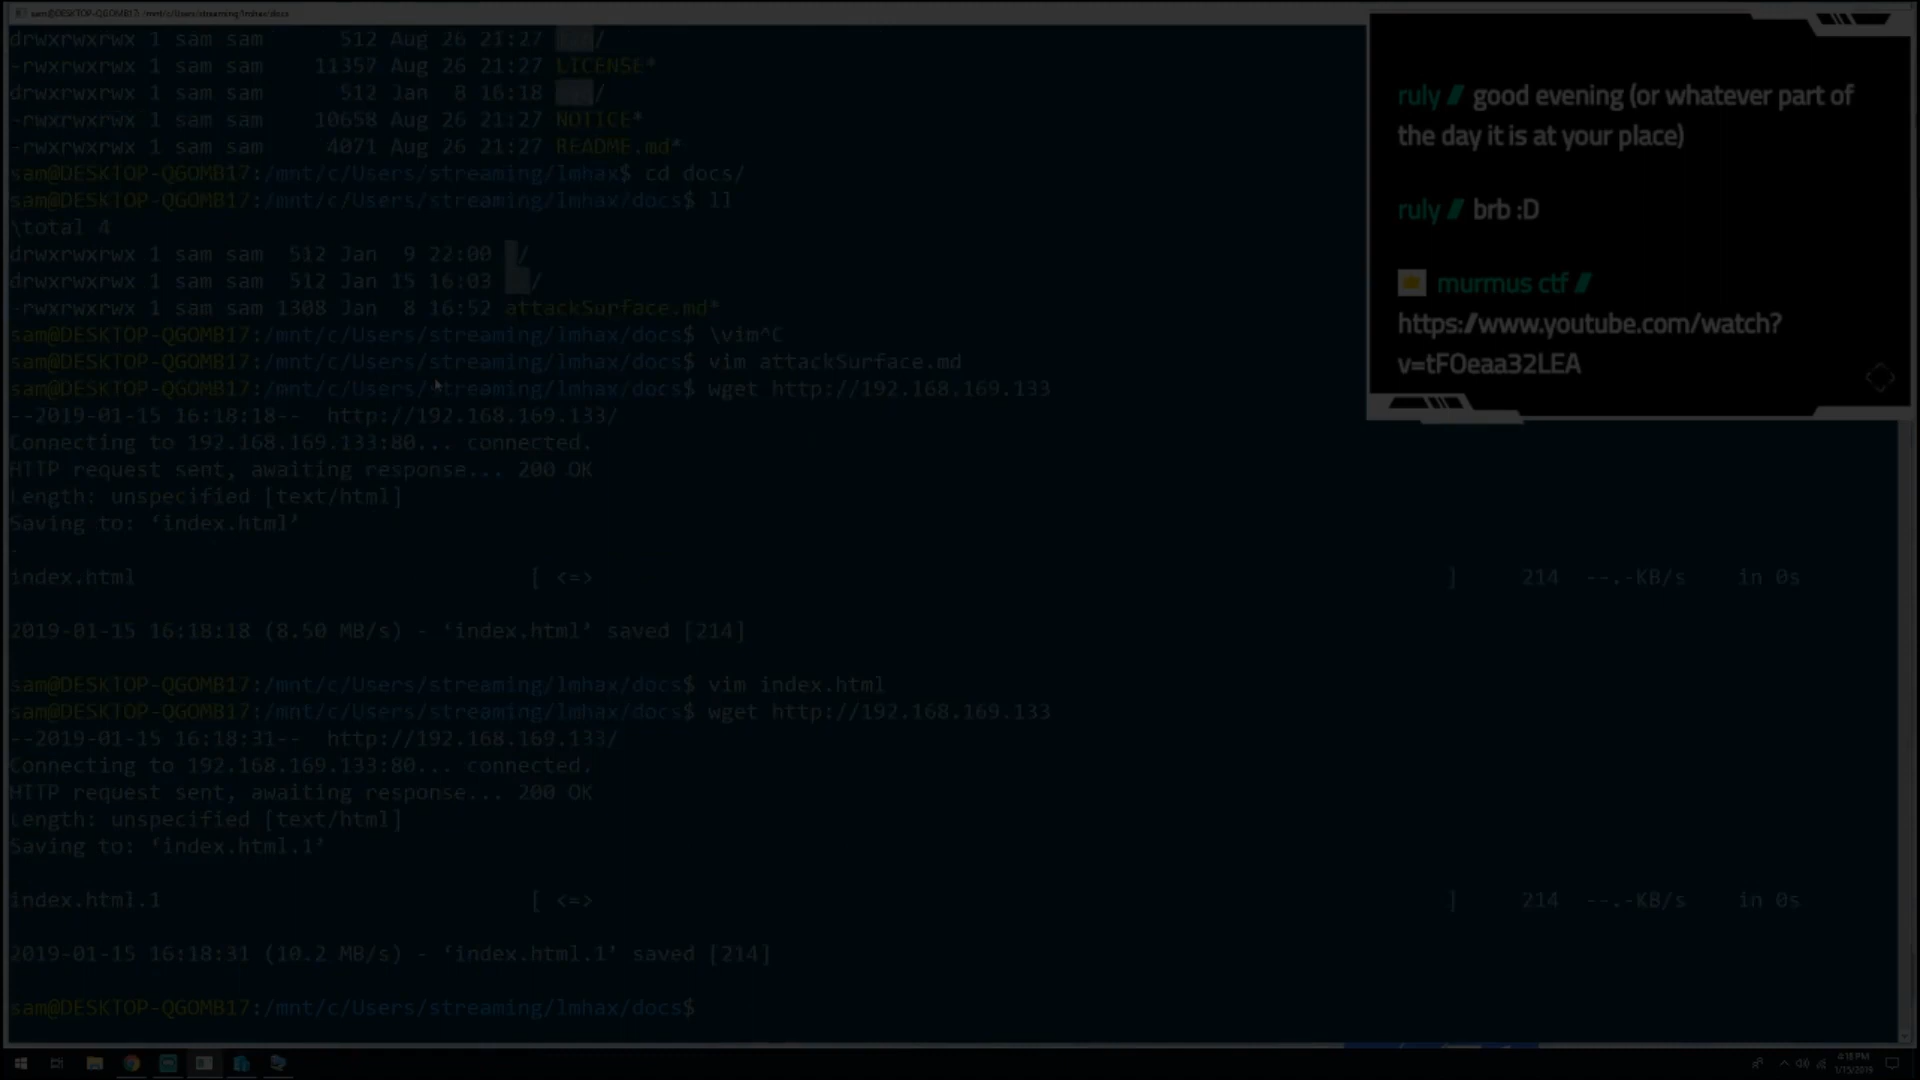 sam@DESKTOP-QGOMB17: /mnt/c/Users/streaming/lmhax/docs
drwxrwxrwx 1 sam sam 512 Aug 26 21:27 /
-rwxrwxrwx 1 sam sam 11357 Aug 26 21:27 LICENSE*
drwxrwxrwx 1 sam sam 512 Jan 8 16:18 /
-rwxrwxrwx 1 sam sam 10658 Aug 26 21:27 NOTICE*
-rwxrwxrwx 1 sam sam 4071 Aug 26 21:27 README.md*
sam@DESKTOP-QGOMB17:/mnt/c/Users/streaming/lmhax$ cd docs/
sam@DESKTOP-QGOMB17:/mnt/c/Users/streaming/lmhax/docs$ ll
\total 4
drwxrwxrwx 1 sam sam 512 Jan 9 22:00 /
drwxrwxrwx 1 sam sam 512 Jan 15 16:03 /
-rwxrwxrwx 1 sam sam 1308 Jan 8 16:52 attackSurface.md*
sam@DESKTOP-QGOMB17:/mnt/c/Users/streaming/lmhax/docs$ \vim^C
sam@DESKTOP-QGOMB17:/mnt/c/Users/streaming/lmhax/docs$ vim attackSurface.md
sam@DESKTOP-QGOMB17:/mnt/c/Users/streaming/lmhax/docs$ wget http://192.168.169.133
--2019-01-15 16:18:18-- http://192.168.169.133/
Connecting to 192.168.169.133:80... connected.
HTTP request sent, awaiting response... 200 OK
Length: unspecified [text/html]
Saving to: ‘index.html’
index.html [ <=> ] 214 --.-KB/s in 0s
2019-01-15 16:18:18 (8.50 MB/s) - ‘index.html’ saved [214]
sam@DESKTOP-QGOMB17:/mnt/c/Users/streaming/lmhax/docs$ vim index.html
sam@DESKTOP-QGOMB17:/mnt/c/Users/streaming/lmhax/docs$ wget http://192.168.169.133
--2019-01-15 16:18:31-- http://192.168.169.133/
Connecting to 192.168.169.133:80... connected.
HTTP request sent, awaiting response... 200 OK
Length: unspecified [text/html]
Saving to: ‘index.html.1’
index.html.1 [ <=> ] 214 --.-KB/s in 0s
2019-01-15 16:18:31 (10.2 MB/s) - ‘index.html.1’ saved [214]
sam@DESKTOP-QGOMB17:/mnt/c/Users/streaming/lmhax/docs$
ruly // good evening (or whatever part of
the day it is at your place)
ruly // brb :D
murmus ctf //
https://www.youtube.com/watch?
v=tFOeaa32LEA
4:18 PM
1/15/2019